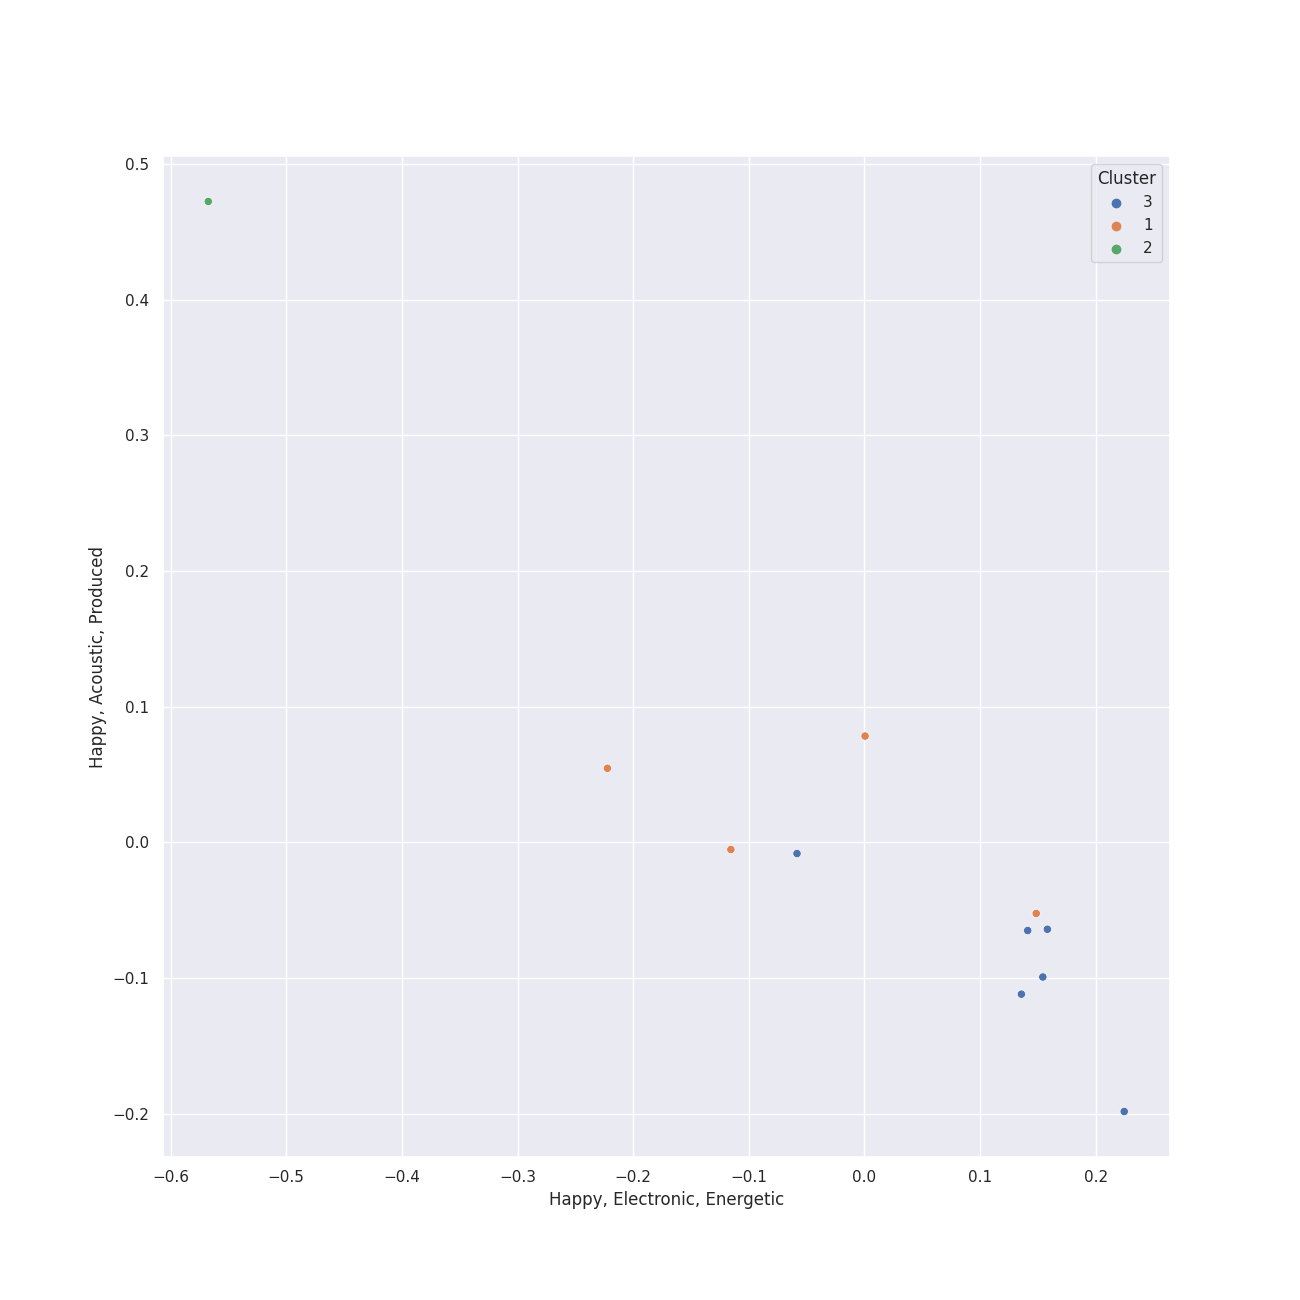 0.5
0.4
0.3
0.2
0.1
0.0
−0.1
−0.2
Happy, Acoustic, Produced
Cluster
3
1
2
−0.6 −0.5 −0.4 −0.3 −0.2 −0.1 0.0 0.1 0.2
Happy, Electronic, Energetic